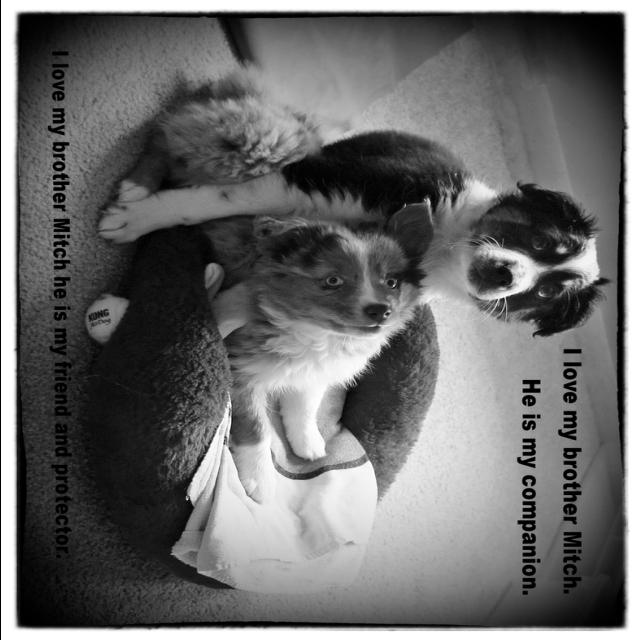 I love my brother Mitch.
He is my companion.
KONG
AirDog
I love my brother Mitch he is my friend and protector.